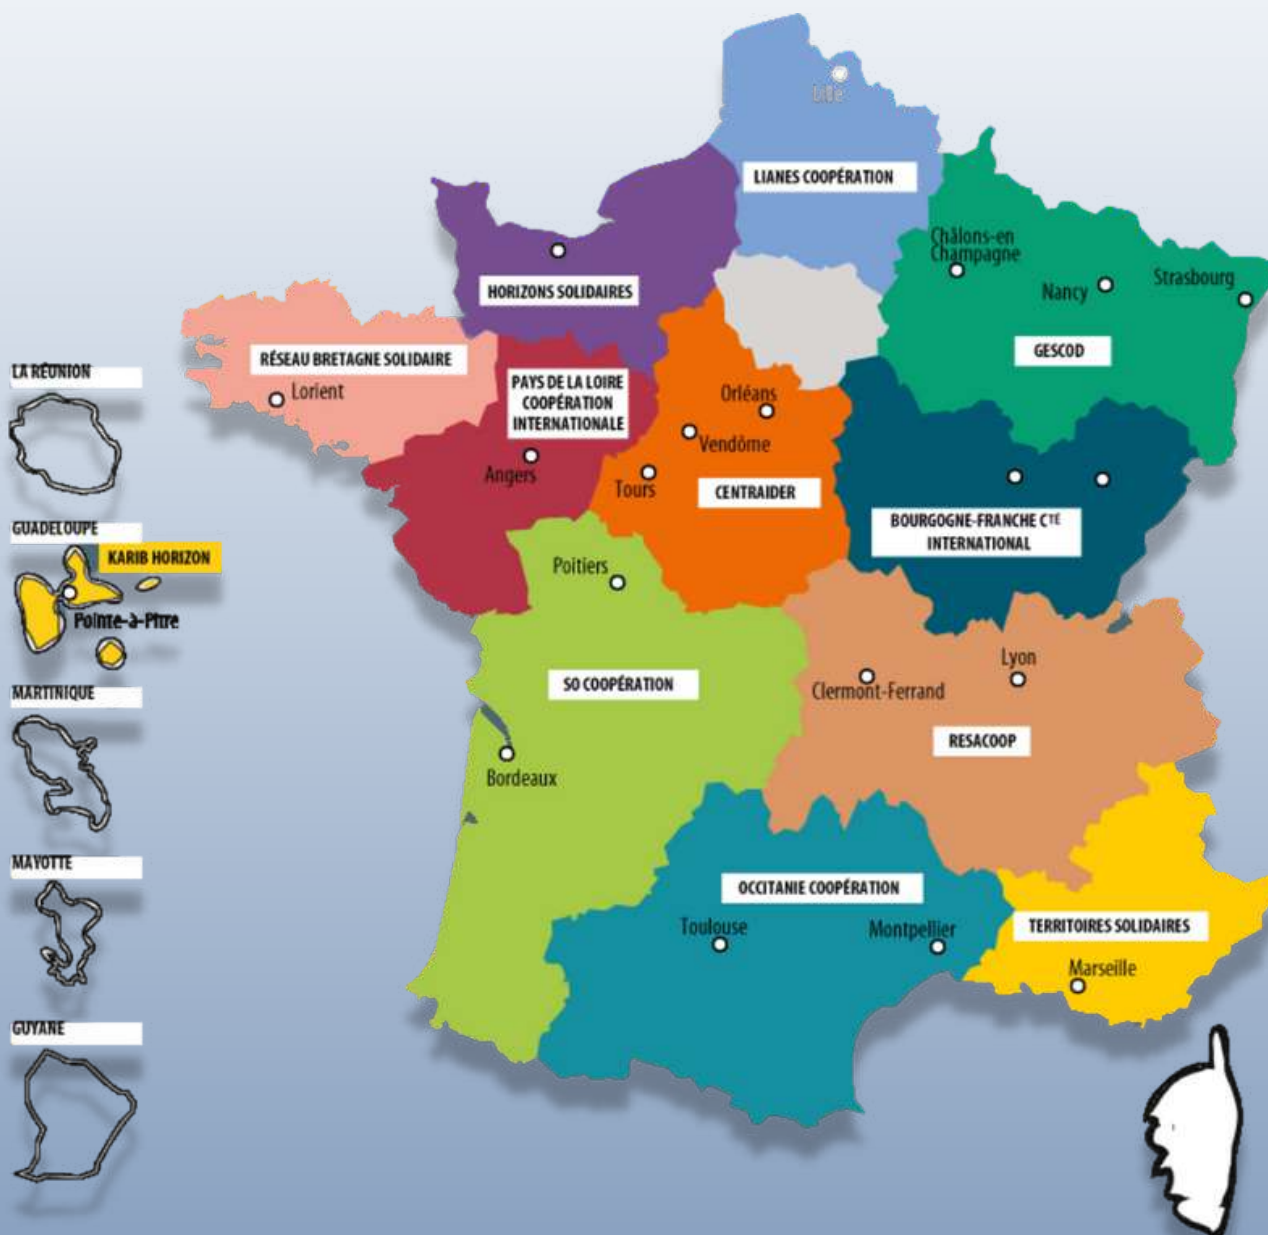 Lille
LIANES COOPÉRATION
Châlons-en
Champagne
Nancy
Strasbourg
GESCOD
HORIZONS SOLIDAIRES
RÉSEAU BRETAGNE SOLIDAIRE
Lorient
PAYS DE LA LOIRE
COOPÉRATION
INTERNATIONALE
Angers
Orléans
Vendôme
Tours
CENTRAIDER
BOURGOGNE-FRANCHE CTÉ
INTERNATIONAL
Poitiers
SO COOPÉRATION
Bordeaux
Clermont-Ferrand
Lyon
RESACOOP
OCCITANIE COOPÉRATION
Toulouse
Montpellier
TERRITOIRES SOLIDAIRES
Marseille
LA RÉUNION
GUADELOUPE
KARIB HORIZON
Pointe-à-Pitre
MARTINIQUE
MAYOTTE
GUYANE